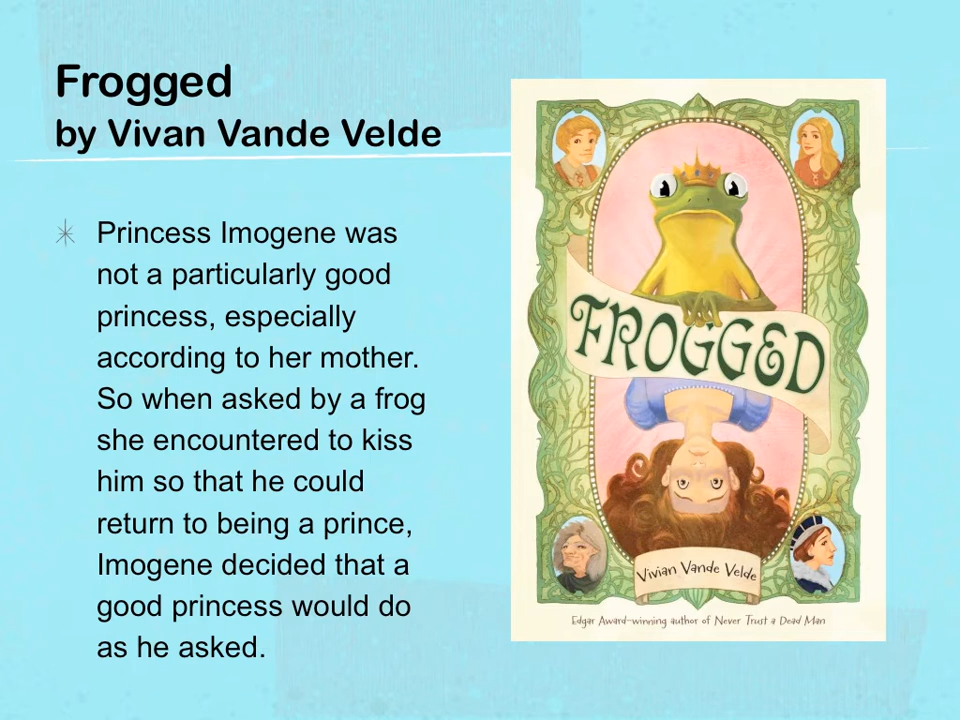 Frogged
by Vivan Vande Velde
Princess Imogene was
not a particularly good
princess, especially
according to her mother.
So when asked by a frog
she encountered to kiss
him so that he could
return to being a prince,
Imogene decided that a
good princess would do
as he asked.
FROGGED
Vivian Vande Velde
Edgar Award-winning author of Never Trust a Dead Man